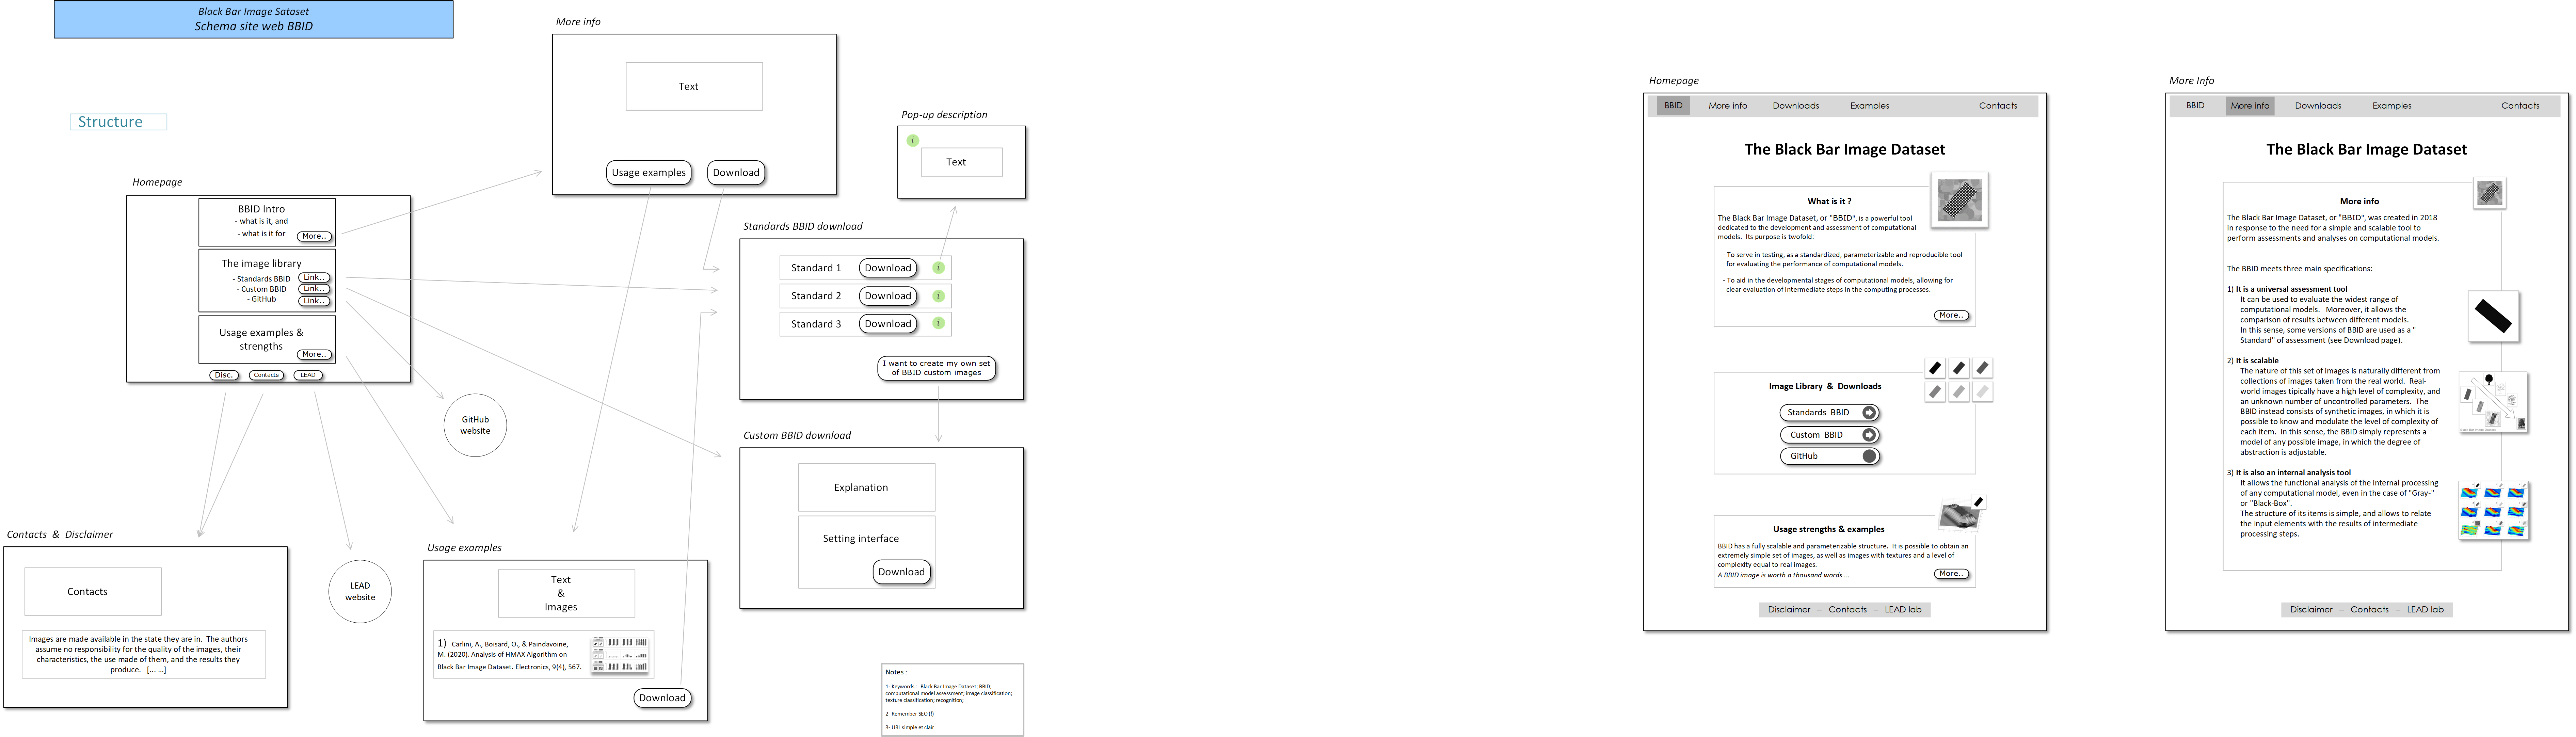 Black Bar Image Sataset
Schema site web BBID
Structure
Homepage
BBID Intro
- what is it, and
- what is it for
More..
The image library
- Standards BBID
Link..
- Custom BBID
Link..
- GitHub
Link..
Usage examples &
strengths
More..
Disc.
Contacts
LEAD
More info
Text
Usage examples
Download
Pop-up description
i
Text
Standards BBID download
Standard 1
Download
i
Standard 2
Download
i
Standard 3
Download
i
I want to create my own set
of BBID custom images
GitHub
website
Custom BBID download
Explanation
Setting interface
Download
Contacts & Disclaimer
Contacts
Images are made available in the state they are in. The authors
assume no responsibility for the quality of the images, their
characteristics, the use made of them, and the results they
produce. [... ...]
LEAD
website
Usage examples
Text
&
Images
1) Carlini, A., Boisard, O., & Paindavoine,
M. (2020). Analysis of HMAX Algorithm on
Black Bar Image Dataset. Electronics, 9(4), 567.
Download
Notes :
1- Keywords : Black Bar Image Dataset; BBID;
computational model assessment; image classification;
texture classification; recognition;
2- Remember SEO (!)
3- URL simple et clair
Homepage
BBID
More info
Downloads
Examples
Contacts
The Black Bar Image Dataset
What is it ?
The Black Bar Image Dataset, or "BBID", is a powerful tool
dedicated to the development and assessment of computational
models. Its purpose is twofold:
- To serve in testing, as a standardized, parameterizable and reproducible tool
for evaluating the performance of computational models.
- To aid in the developmental stages of computational models, allowing for
clear evaluation of intermediate steps in the computing processes.
More..
Image Library & Downloads
Standards BBID
Custom BBID
GitHub
Usage strengths & examples
BBID has a fully scalable and parameterizable structure. It is possible to obtain an
extremely simple set of images, as well as images with textures and a level of
complexity equal to real images.
A BBID image is worth a thousand words ...
More..
Disclaimer – Contacts – LEAD lab
More Info
BBID
More info
Downloads
Examples
Contacts
The Black Bar Image Dataset
More info
The Black Bar Image Dataset, or "BBID", was created in 2018
in response to the need for a simple and scalable tool to
perform assessments and analyses on computational models.
The BBID meets three main specifications:
1) It is a universal assessment tool
It can be used to evaluate the widest range of
computational models. Moreover, it allows the
comparison of results between different models.
In this sense, some versions of BBID are used as a "
Standard" of assessment (see Download page).
2) It is scalable
The nature of this set of images is naturally different from
collections of images taken from the real world. Real-
world images tipically have a high level of complexity, and
an unknown number of uncontrolled parameters. The
BBID instead consists of synthetic images, in which it is
possible to know and modulate the level of complexity of
each item. In this sense, the BBID simply represents a
model of any possible image, in which the degree of
abstraction is adjustable.
3) It is also an internal analysis tool
It allows the functional analysis of the internal processing
of any computational model, even in the case of "Gray-"
or "Black-Box".
The structure of its items is simple, and allows to relate
the input elements with the results of intermediate
processing steps.
Disclaimer – Contacts – LEAD lab